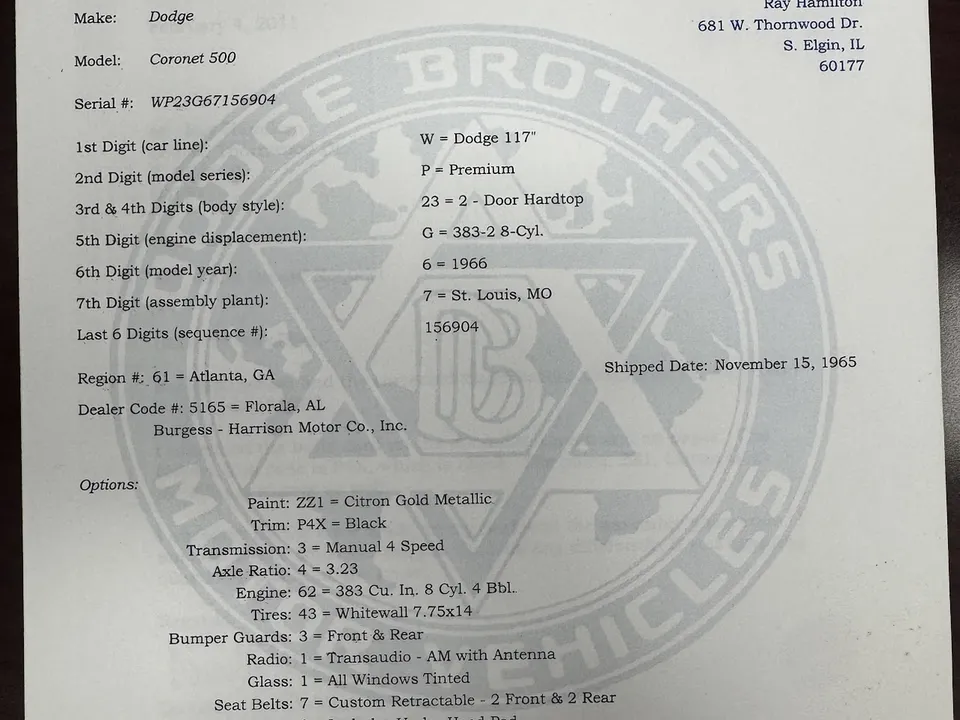 Ray Hamilton
681 W. Thornwood Dr.
S. Elgin, IL
60177
Make: Dodge
Model: Coronet 500
Serial #: WP23G67156904
1st Digit (car line): W = Dodge 117"
2nd Digit (model series): P = Premium
3rd & 4th Digits (body style): 23 = 2 - Door Hardtop
5th Digit (engine displacement): G = 383-2 8-Cyl.
6th Digit (model year): 6 = 1966
7th Digit (assembly plant): 7 = St. Louis, MO
Last 6 Digits (sequence #): 156904
Shipped Date: November 15, 1965
Region #: 61 = Atlanta, GA
Dealer Code #: 5165 = Florala, AL
Burgess - Harrison Motor Co., Inc.
Options:
Paint: ZZ1 = Citron Gold Metallic
Trim: P4X = Black
Transmission: 3 = Manual 4 Speed
Axle Ratio: 4 = 3.23
Engine: 62 = 383 Cu. In. 8 Cyl. 4 Bbl.
Tires: 43 = Whitewall 7.75x14
Bumper Guards: 3 = Front & Rear
Radio: 1 = Transaudio - AM with Antenna
Glass: 1 = All Windows Tinted
Seat Belts: 7 = Custom Retractable - 2 Front & 2 Rear
DODGE BROTHERS
MOTOR VEHICLES
DB